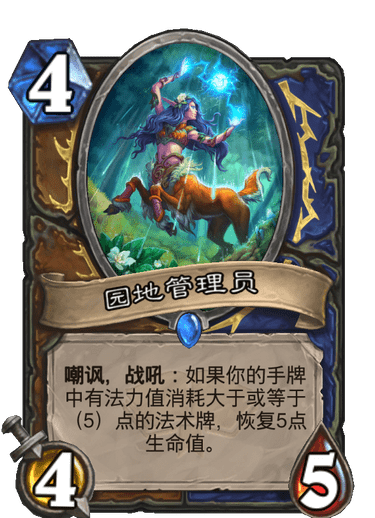 4
园地管理员
嘲讽，战吼：如果你的手牌
中有法力值消耗大于或等于
（5）点的法术牌，恢复5点
生命值。
4
5